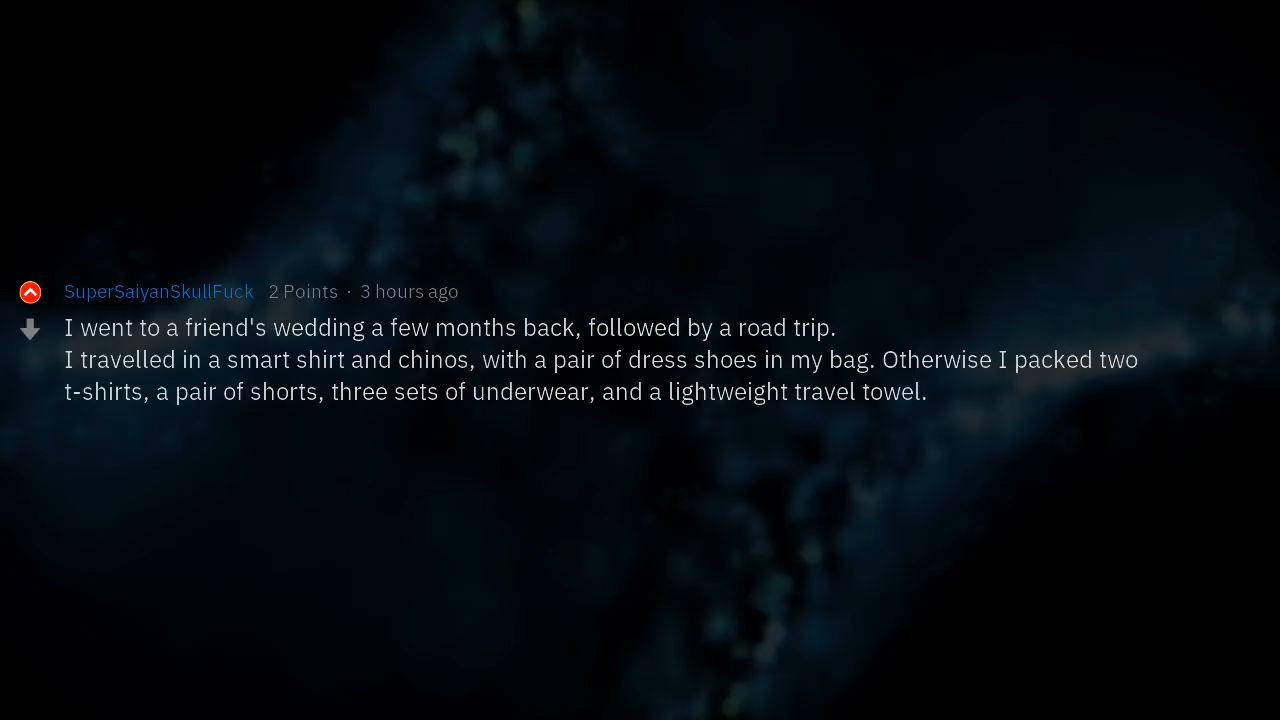 SuperSaiyanSkullFuck 2 Points · 3 hours ago
I went to a friend's wedding a few months back, followed by a road trip.
I travelled in a smart shirt and chinos, with a pair of dress shoes in my bag. Otherwise I packed two
t-shirts, a pair of shorts, three sets of underwear, and a lightweight travel towel.